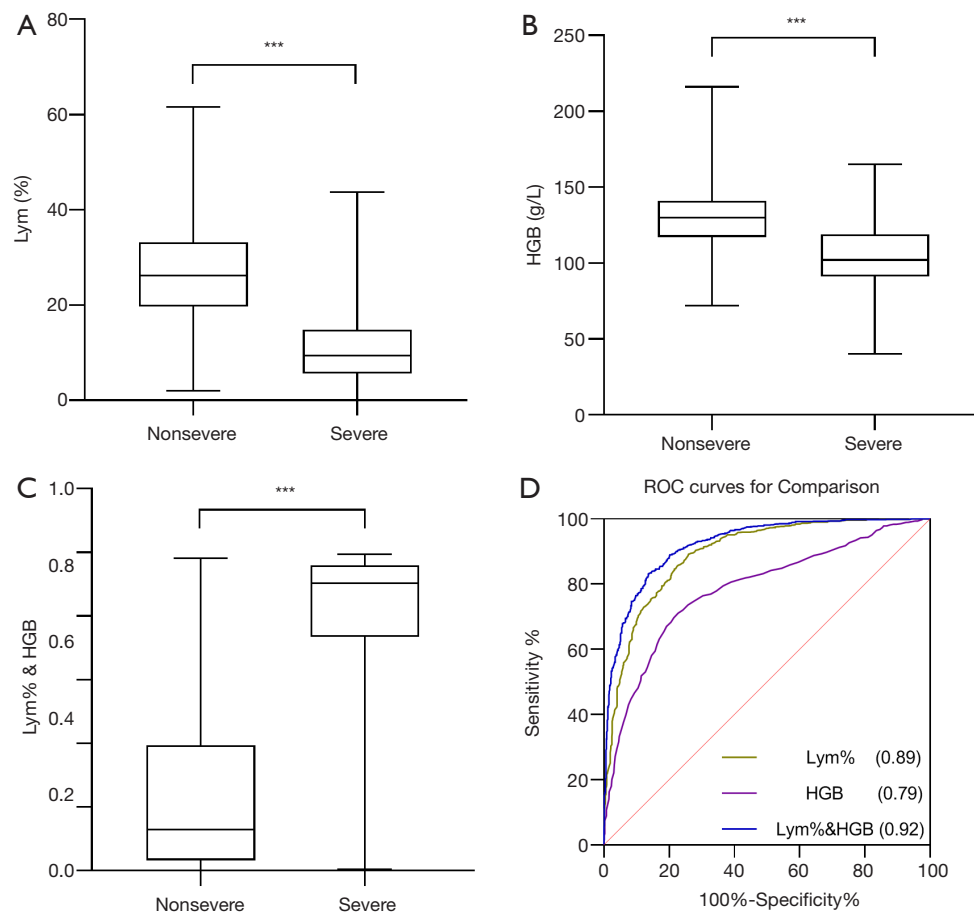 A
80
60
40
20
0
Lym (%)
***
Nonsevere
Severe
B
250
200
150
100
50
0
HGB (g/L)
***
Nonsevere
Severe
C
1.0
0.8
0.6
0.4
0.2
0.0
Lym% & HGB
***
Nonsevere
Severe
D
ROC curves for Comparison
100
80
60
40
20
0
Sensitivity %
Lym% (0.89)
HGB (0.79)
Lym%&HGB (0.92)
0 20 40 60 80 100
100%-Specificity%